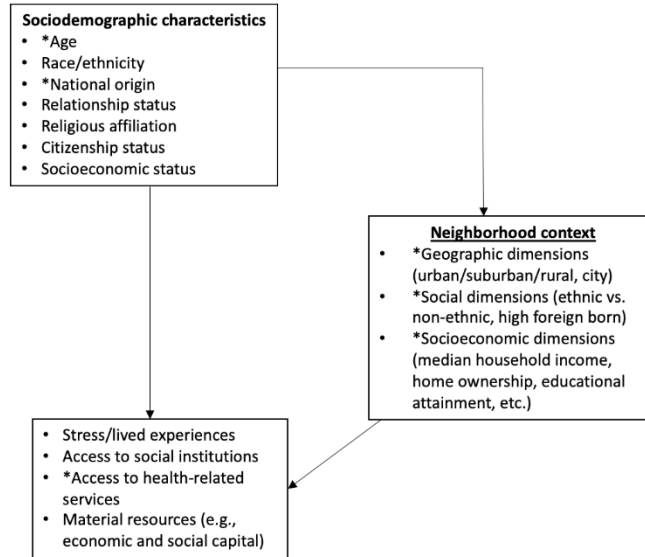 Sociodemographic characteristics
• *Age
• Race/ethnicity
• *National origin
• Relationship status
• Religious affiliation
• Citizenship status
• Socioeconomic status
Neighborhood context
• *Geographic dimensions
(urban/suburban/rural, city)
• *Social dimensions (ethnic vs.
non-ethnic, high foreign born)
• *Socioeconomic dimensions
(median household income,
home ownership, educational
attainment, etc.)
• Stress/lived experiences
• Access to social institutions
• *Access to health-related
services
• Material resources (e.g.,
economic and social capital)